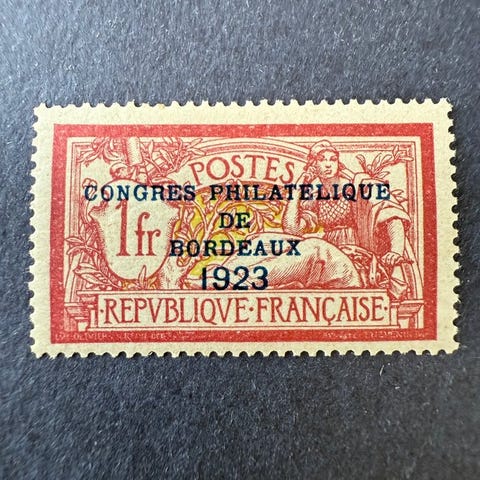 POSTES
CONGRES PHILATELIQUE
DE
1fr
BORDEAUX
1923
·REPVBLIQVE·FRANÇAISE·